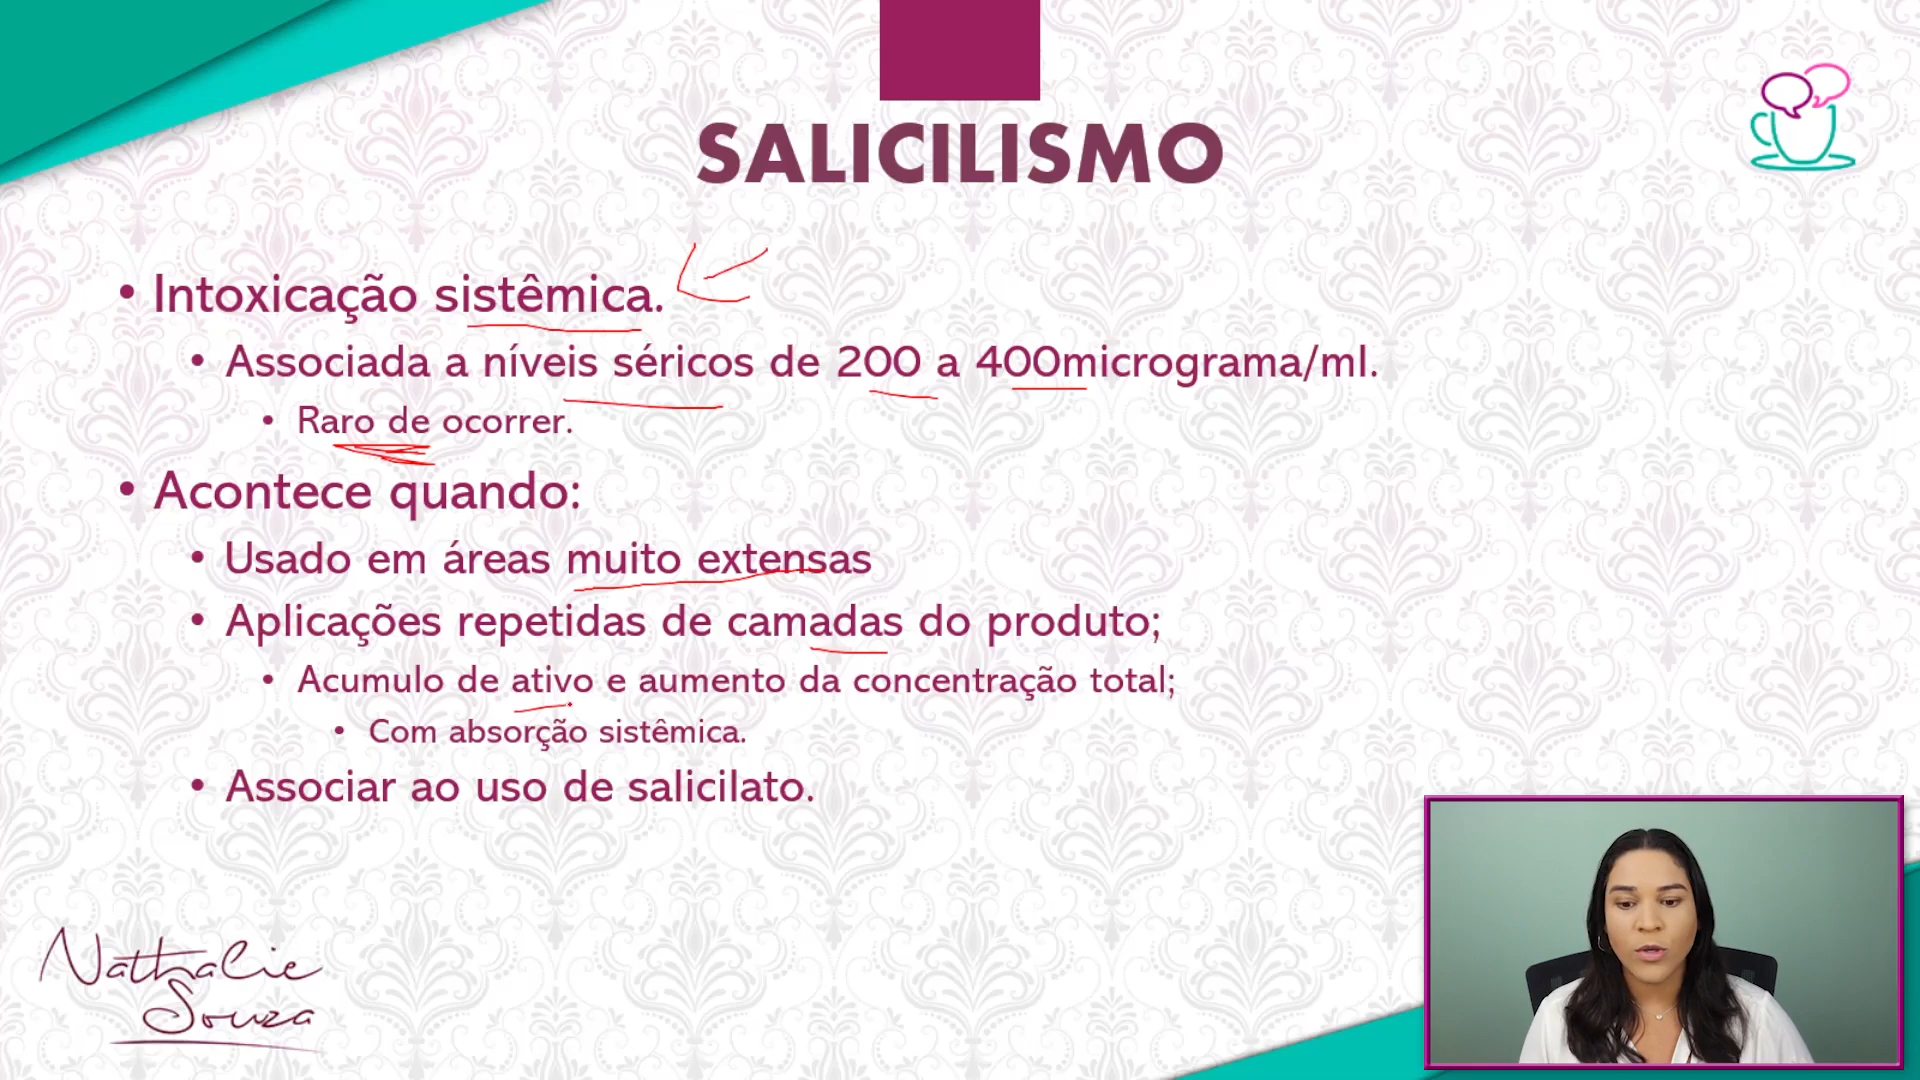 SALICILISMO
• Intoxicação sistêmica.
• Associada a níveis séricos de 200 a 400micrograma/ml.
• Raro de ocorrer.
• Acontece quando:
• Usado em áreas muito extensas
• Aplicações repetidas de camadas do produto;
• Acumulo de ativo e aumento da concentração total;
• Com absorção sistêmica.
• Associar ao uso de salicilato.
Nathalie
Souza